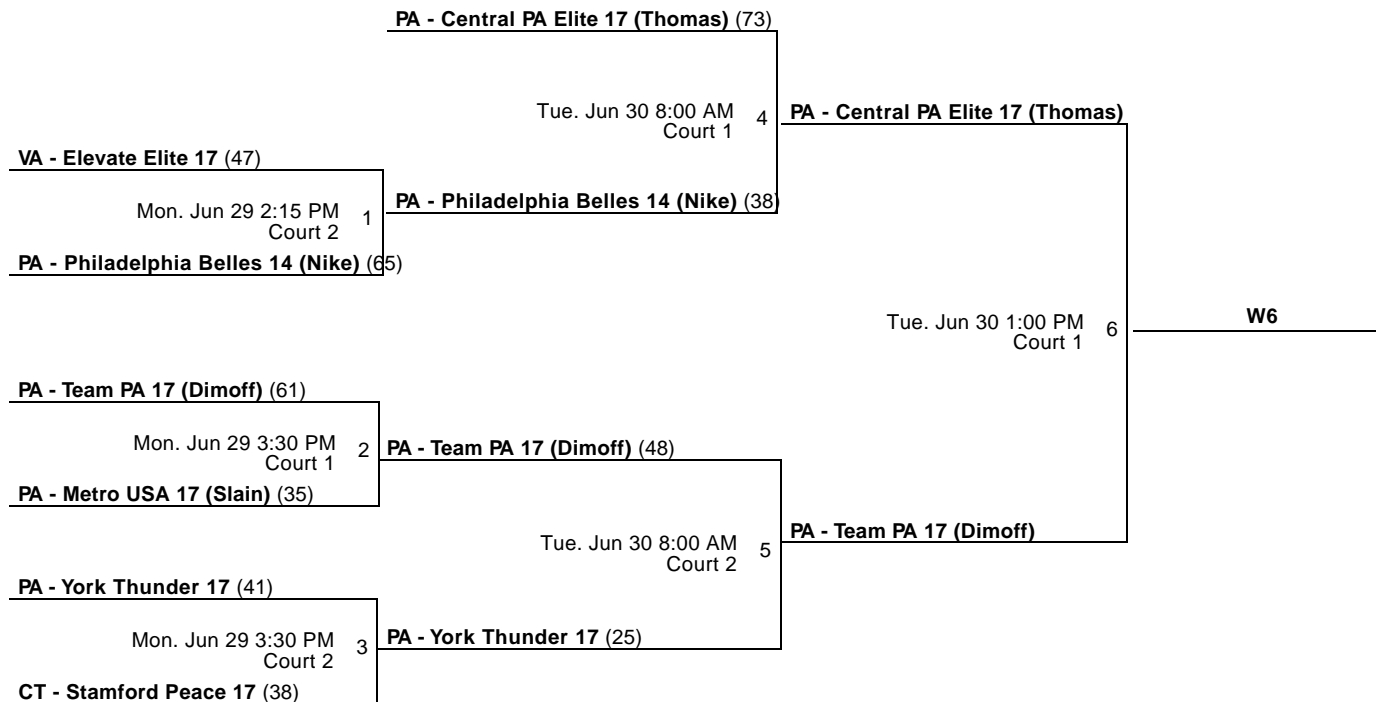 PA - Central PA Elite 17 (Thomas) (73)
Tue. Jun 30 8:00 AM
Court 1
4
PA - Central PA Elite 17 (Thomas)
VA - Elevate Elite 17 (47)
Mon. Jun 29 2:15 PM
Court 2
1
PA - Philadelphia Belles 14 (Nike) (38)
PA - Philadelphia Belles 14 (Nike) (65)
Tue. Jun 30 1:00 PM
Court 1
6
W6
PA - Team PA 17 (Dimoff) (61)
Mon. Jun 29 3:30 PM
Court 1
2
PA - Team PA 17 (Dimoff) (48)
PA - Metro USA 17 (Slain) (35)
Tue. Jun 30 8:00 AM
Court 2
5
PA - Team PA 17 (Dimoff)
PA - York Thunder 17 (41)
Mon. Jun 29 3:30 PM
Court 2
3
PA - York Thunder 17 (25)
CT - Stamford Peace 17 (38)